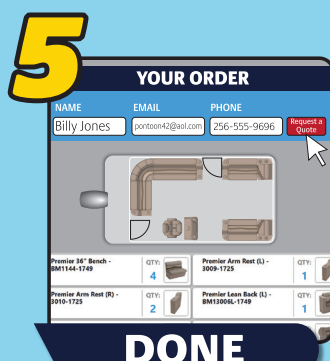 5
YOUR ORDER
NAME EMAIL PHONE
Billy Jones pontoon42@aol.com 256-555-9696 Request a Quote
Premier 36" Bench - BM1144-1749 QTY: 4
Premier Arm Rest (L) - 3009-1725 QTY: 1
Premier Arm Rest (R) - 3010-1725 QTY: 2
Premier Lean Back (L) - BM13006L-1749 QTY: 1
DONE